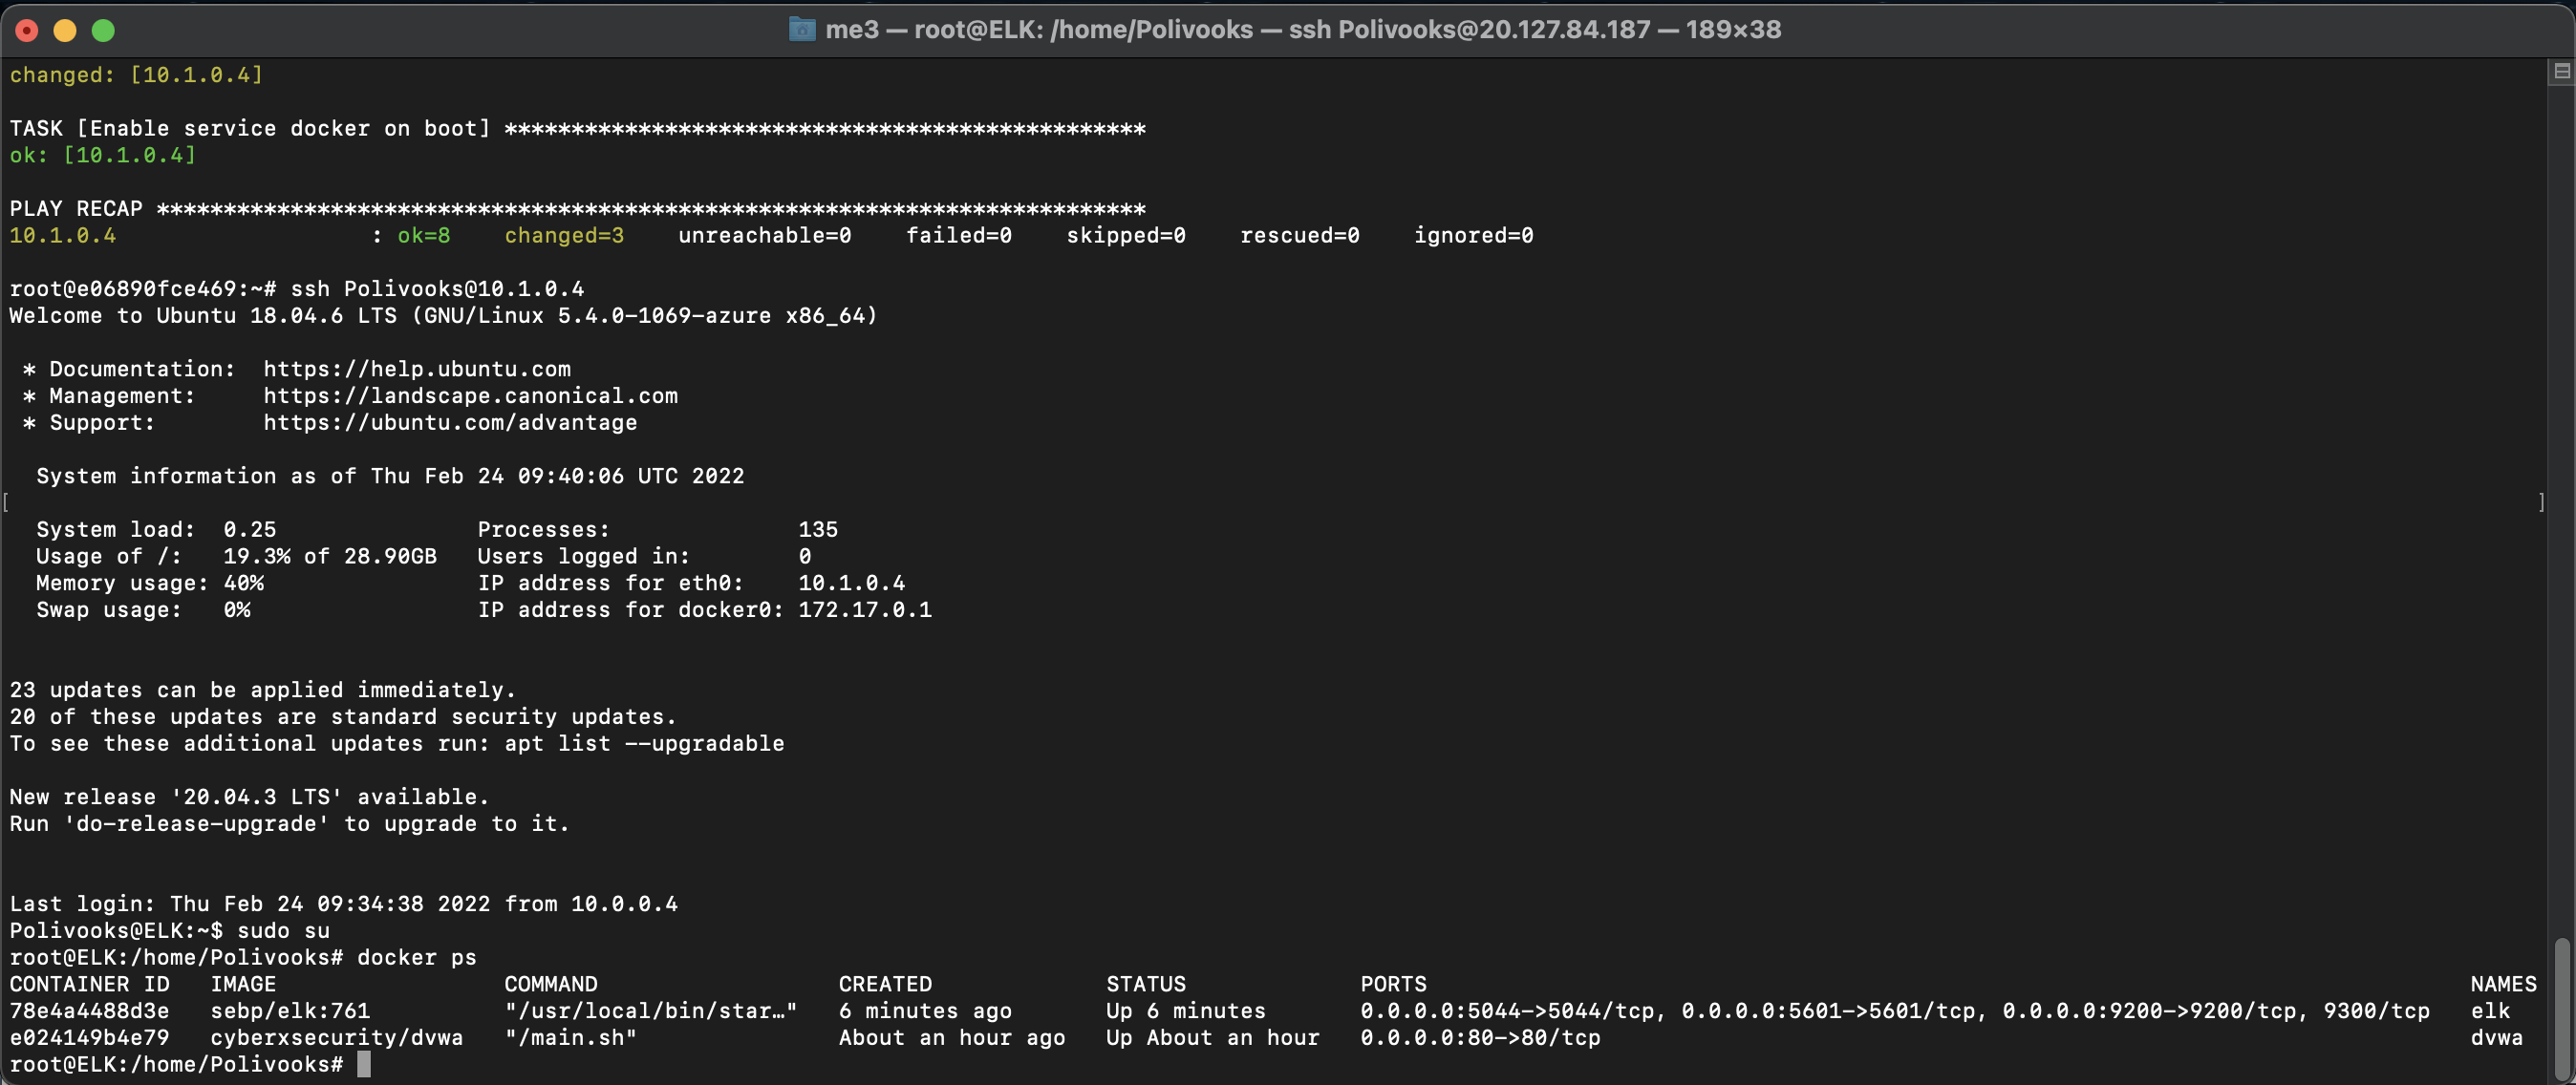 me3 — root@ELK: /home/Polivooks — ssh Polivooks@20.127.84.187 — 189×38
changed: [10.1.0.4]
TASK [Enable service docker on boot] ************************************************
ok: [10.1.0.4]
PLAY RECAP **************************************************************************
10.1.0.4                   : ok=8    changed=3    unreachable=0    failed=0    skipped=0    rescued=0    ignored=0
root@e06890fce469:~# ssh Polivooks@10.1.0.4
Welcome to Ubuntu 18.04.6 LTS (GNU/Linux 5.4.0-1069-azure x86_64)
 * Documentation:  https://help.ubuntu.com
 * Management:     https://landscape.canonical.com
 * Support:        https://ubuntu.com/advantage
  System information as of Thu Feb 24 09:40:06 UTC 2022
[ ]
  System load:  0.25               Processes:              135
  Usage of /:   19.3% of 28.90GB   Users logged in:        0
  Memory usage: 40%                IP address for eth0:    10.1.0.4
  Swap usage:   0%                 IP address for docker0: 172.17.0.1
23 updates can be applied immediately.
20 of these updates are standard security updates.
To see these additional updates run: apt list --upgradable
New release '20.04.3 LTS' available.
Run 'do-release-upgrade' to upgrade to it.
Last login: Thu Feb 24 09:34:38 2022 from 10.0.0.4
Polivooks@ELK:~$ sudo su
root@ELK:/home/Polivooks# docker ps
CONTAINER ID   IMAGE                 COMMAND                  CREATED             STATUS             PORTS                                                                              NAMES
78e4a4488d3e   sebp/elk:761          "/usr/local/bin/star…"   6 minutes ago       Up 6 minutes       0.0.0.0:5044->5044/tcp, 0.0.0.0:5601->5601/tcp, 0.0.0.0:9200->9200/tcp, 9300/tcp   elk
e024149b4e79   cyberxsecurity/dvwa   "/main.sh"               About an hour ago   Up About an hour   0.0.0.0:80->80/tcp                                                                 dvwa
root@ELK:/home/Polivooks#